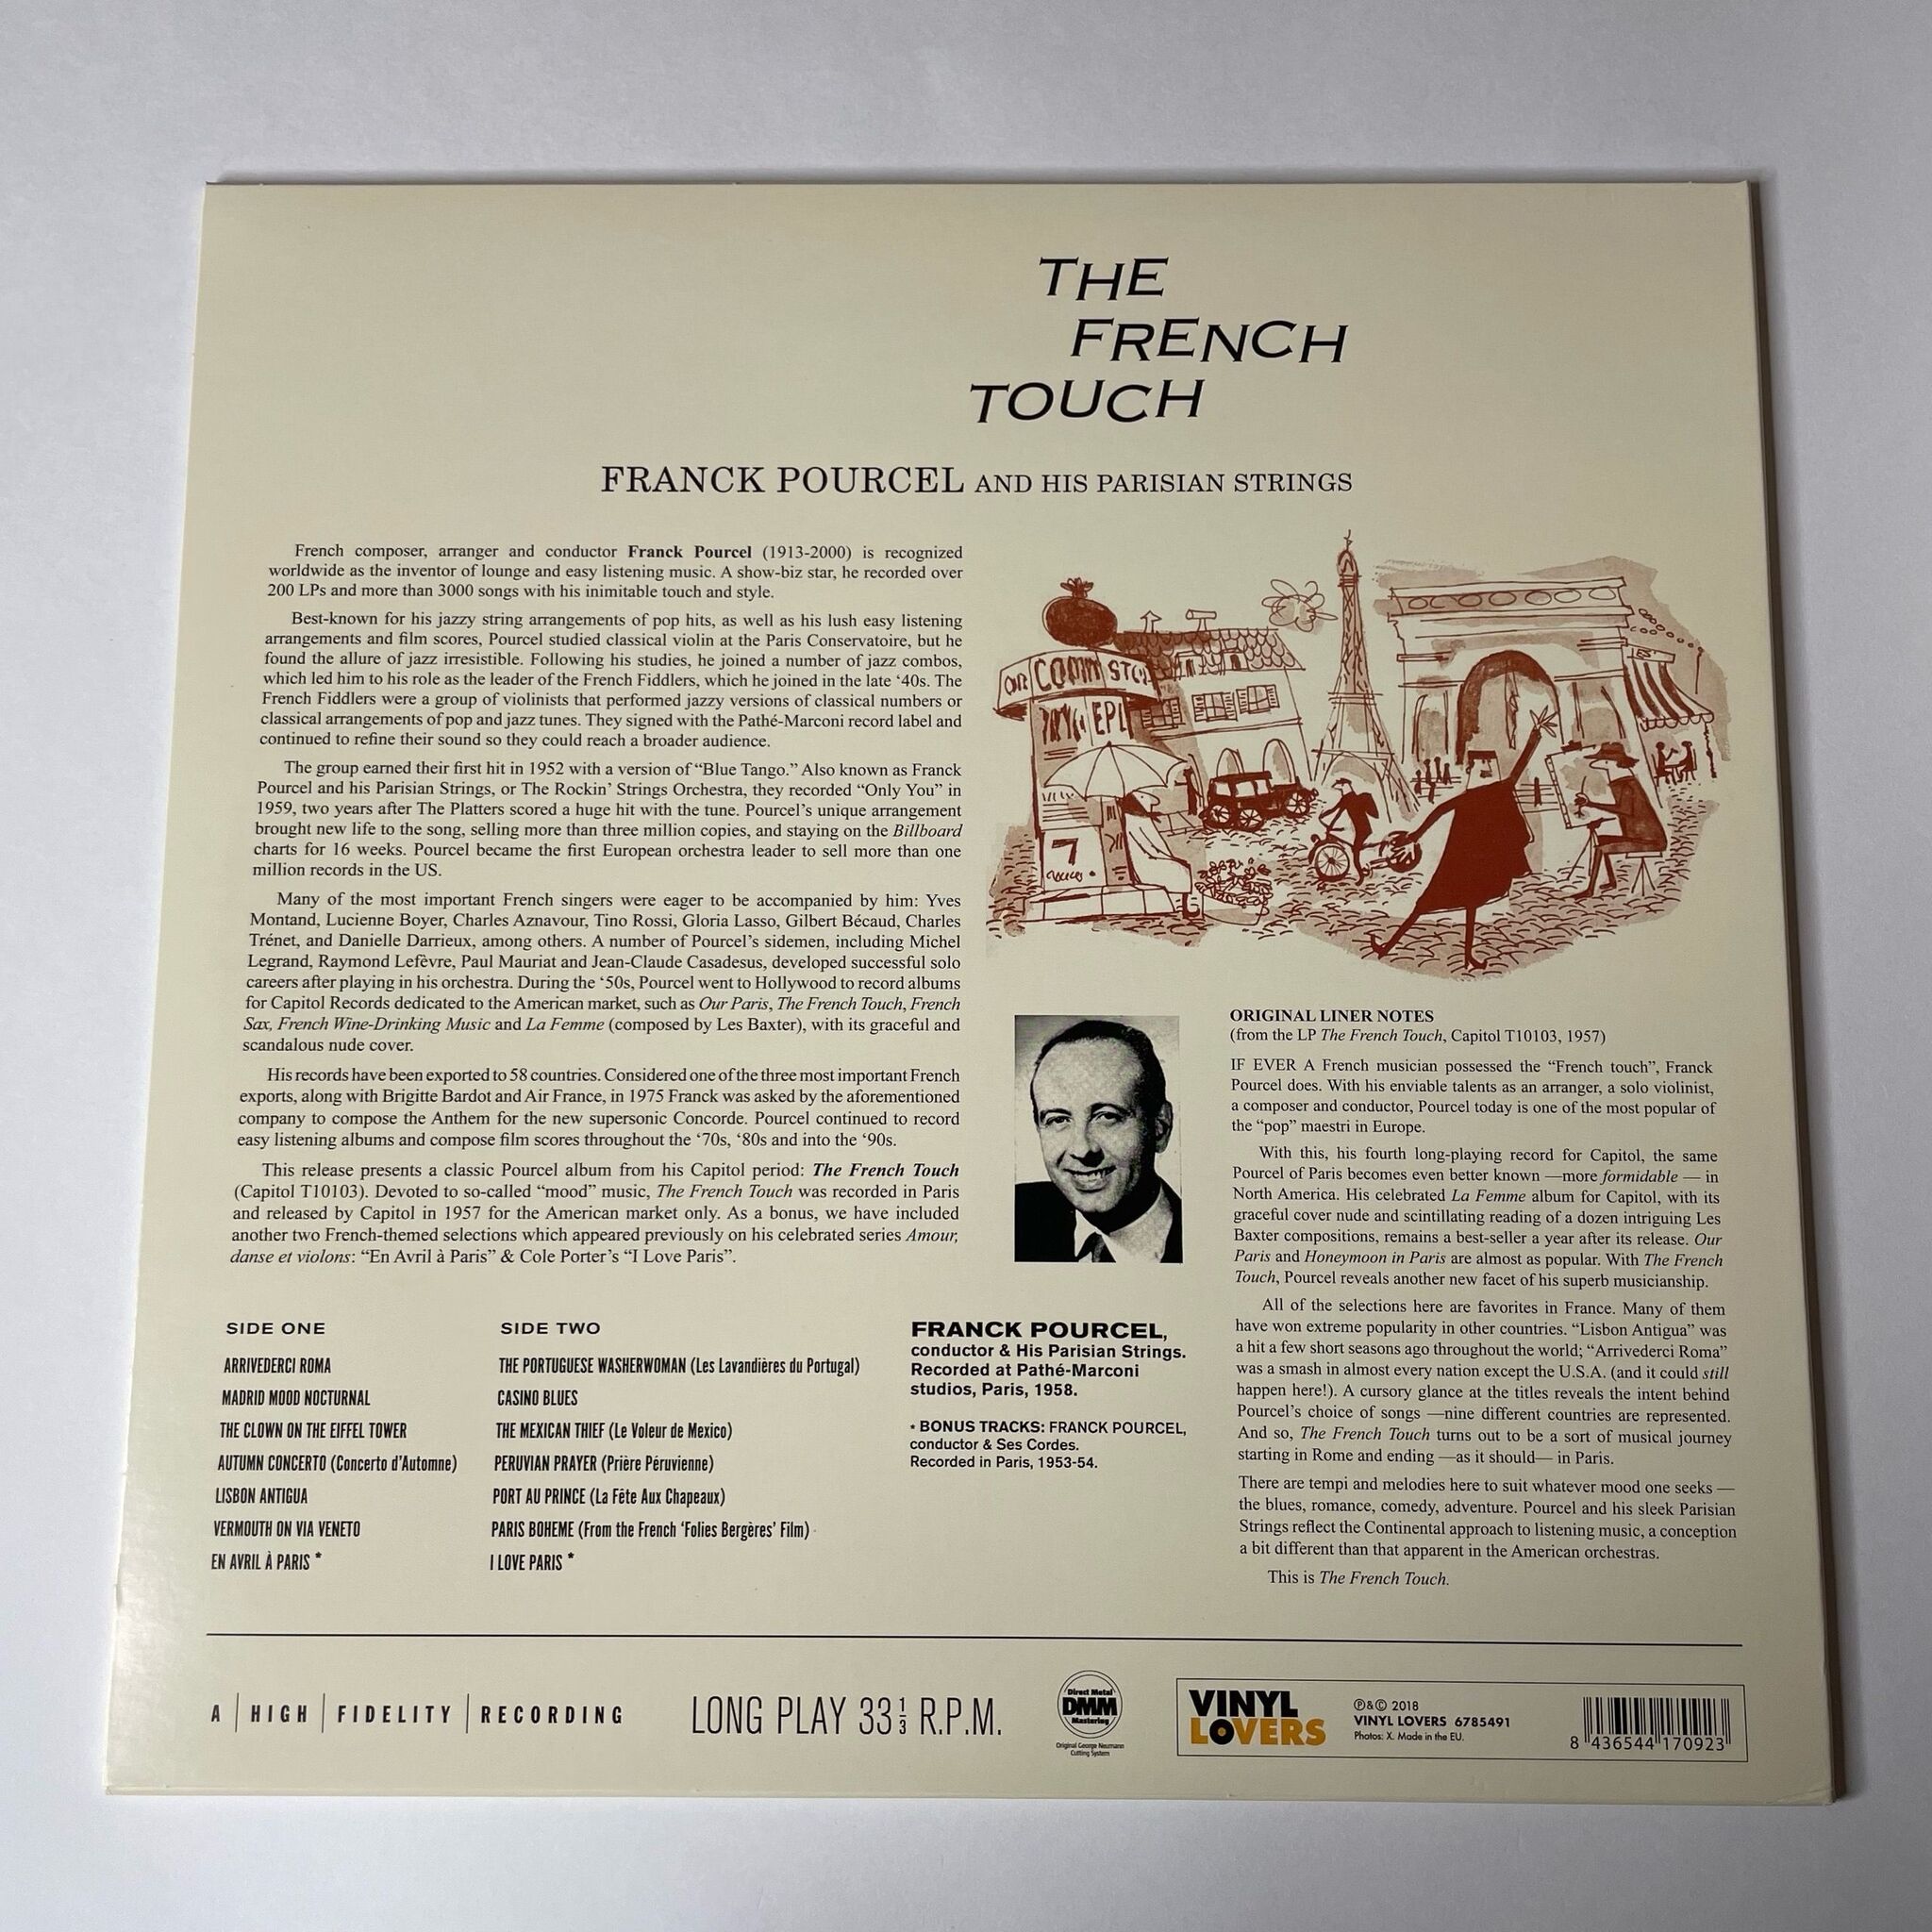 THE
FRENCH
TOUCH
FRANCK POURCEL AND HIS PARISIAN STRINGS
French composer, arranger and conductor Franck Pourcel (1913-2000) is recognized
worldwide as the inventor of lounge and easy listening music. A show-biz star, he recorded over
200 LPs and more than 3000 songs with his inimitable touch and style.
Best-known for his jazzy string arrangements of pop hits, as well as his lush easy listening
arrangements and film scores, Pourcel studied classical violin at the Paris Conservatoire, but he
found the allure of jazz irresistible. Following his studies, he joined a number of jazz combos,
which led him to his role as the leader of the French Fiddlers, which he joined in the late ‘40s. The
French Fiddlers were a group of violinists that performed jazzy versions of classical numbers or
classical arrangements of pop and jazz tunes. They signed with the Pathé-Marconi record label and
continued to refine their sound so they could reach a broader audience.
The group earned their first hit in 1952 with a version of “Blue Tango.” Also known as Franck
Pourcel and his Parisian Strings, or The Rockin’ Strings Orchestra, they recorded “Only You” in
1959, two years after The Platters scored a huge hit with the tune. Pourcel’s unique arrangement
brought new life to the song, selling more than three million copies, and staying on the Billboard
charts for 16 weeks. Pourcel became the first European orchestra leader to sell more than one
million records in the US.
Many of the most important French singers were eager to be accompanied by him: Yves
Montand, Lucienne Boyer, Charles Aznavour, Tino Rossi, Gloria Lasso, Gilbert Bécaud, Charles
Trénet, and Danielle Darrieux, among others. A number of Pourcel’s sidemen, including Michel
Legrand, Raymond Lefèvre, Paul Mauriat and Jean-Claude Casadesus, developed successful solo
careers after playing in his orchestra. During the ‘50s, Pourcel went to Hollywood to record albums
for Capitol Records dedicated to the American market, such as Our Paris, The French Touch, French
Sax, French Wine-Drinking Music and La Femme (composed by Les Baxter), with its graceful and
scandalous nude cover.
His records have been exported to 58 countries. Considered one of the three most important French
exports, along with Brigitte Bardot and Air France, in 1975 Franck was asked by the aforementioned
company to compose the Anthem for the new supersonic Concorde. Pourcel continued to record
easy listening albums and compose film scores throughout the ‘70s, ‘80s and into the ‘90s.
This release presents a classic Pourcel album from his Capitol period: The French Touch
(Capitol T10103). Devoted to so-called “mood” music, The French Touch was recorded in Paris
and released by Capitol in 1957 for the American market only. As a bonus, we have included
another two French-themed selections which appeared previously on his celebrated series Amour,
danse et violons: “En Avril à Paris” & Cole Porter’s “I Love Paris”.
COMM
EPL
7
ORIGINAL LINER NOTES
(from the LP The French Touch, Capitol T10103, 1957)
IF EVER A French musician possessed the “French touch”, Franck
Pourcel does. With his enviable talents as an arranger, a solo violinist,
a composer and conductor, Pourcel today is one of the most popular of
the “pop” maestri in Europe.
With this, his fourth long-playing record for Capitol, the same
Pourcel of Paris becomes even better known —more formidable — in
North America. His celebrated La Femme album for Capitol, with its
graceful cover nude and scintillating reading of a dozen intriguing Les
Baxter compositions, remains a best-seller a year after its release. Our
Paris and Honeymoon in Paris are almost as popular. With The French
Touch, Pourcel reveals another new facet of his superb musicianship.
All of the selections here are favorites in France. Many of them
have won extreme popularity in other countries. “Lisbon Antigua” was
a hit a few short seasons ago throughout the world; “Arrivederci Roma”
was a smash in almost every nation except the U.S.A. (and it could still
happen here!). A cursory glance at the titles reveals the intent behind
Pourcel’s choice of songs —nine different countries are represented.
And so, The French Touch turns out to be a sort of musical journey
starting in Rome and ending —as it should— in Paris.
There are tempi and melodies here to suit whatever mood one seeks —
the blues, romance, comedy, adventure. Pourcel and his sleek Parisian
Strings reflect the Continental approach to listening music, a conception
a bit different than that apparent in the American orchestras.
This is The French Touch.
SIDE ONE
ARRIVEDERCI ROMA
MADRID MOOD NOCTURNAL
THE CLOWN ON THE EIFFEL TOWER
AUTUMN CONCERTO (Concerto d’Automne)
LISBON ANTIGUA
VERMOUTH ON VIA VENETO
EN AVRIL À PARIS *
SIDE TWO
THE PORTUGUESE WASHERWOMAN (Les Lavandières du Portugal)
CASINO BLUES
THE MEXICAN THIEF (Le Voleur de Mexico)
PERUVIAN PRAYER (Prière Péruvienne)
PORT AU PRINCE (La Fête Aux Chapeaux)
PARIS BOHEME (From the French ‘Folies Bergères’ Film)
I LOVE PARIS *
FRANCK POURCEL,
conductor & His Parisian Strings.
Recorded at Pathé-Marconi
studios, Paris, 1958.
* BONUS TRACKS: FRANCK POURCEL,
conductor & Ses Cordes.
Recorded in Paris, 1953-54.
A HIGH FIDELITY RECORDING
LONG PLAY 33 1/3 R.P.M.
Direct Metal
DMM
Mastering
Original George Neumann
Cutting System
VINYL
LOVERS
℗&© 2018
VINYL LOVERS 6785491
Photos: X. Made in the EU.
8 436544 170923